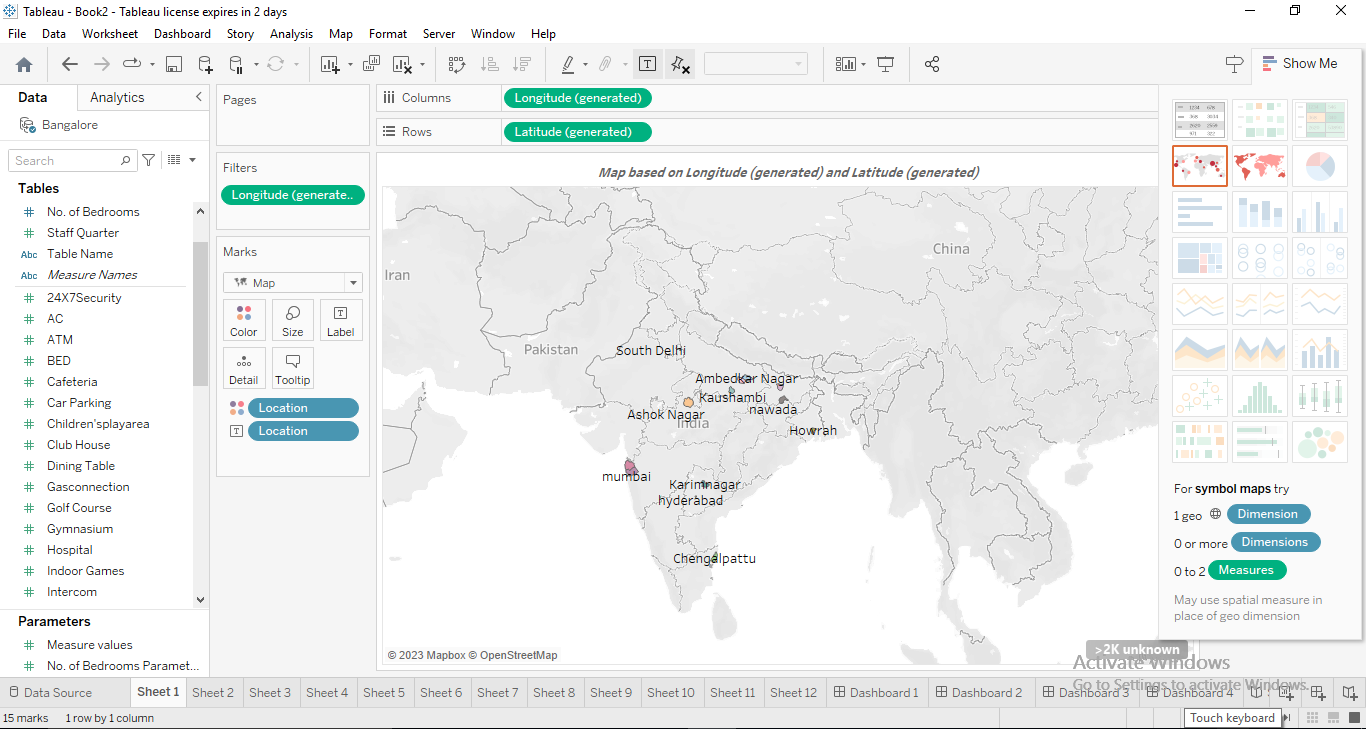 Tableau - Book2 - Tableau license expires in 2 days
File Data Worksheet Dashboard Story Analysis Map Format Server Window Help
Show Me
Data Analytics
Bangalore
Search
Tables
No. of Bedrooms
Staff Quarter
Abc Table Name
Abc Measure Names
24X7Security
AC
ATM
BED
Cafeteria
Car Parking
Children'splayarea
Club House
Dining Table
Gasconnection
Golf Course
Gymnasium
Hospital
Indoor Games
Intercom
Parameters
Measure values
No. of Bedrooms Paramet...
Pages
Filters
Longitude (generate..
Marks
Map
Color Size Label
Detail Tooltip
Location
Location
Columns Longitude (generated)
Rows Latitude (generated)
Map based on Longitude (generated) and Latitude (generated)
China
Iran
Pakistan
South Delhi
Ambedkar Nagar
Kaushambi
nawada
Ashok Nagar
India
Howrah
mumbai
Karimnagar
hyderabad
Chengalpattu
© 2023 Mapbox © OpenStreetMap
>2K unknown
For symbol maps try
1 geo Dimension
0 or more Dimensions
0 to 2 Measures
May use spatial measure in
place of geo dimension
Activate Windows
Go to Settings to activate Windows.
Data Source Sheet 1 Sheet 2 Sheet 3 Sheet 4 Sheet 5 Sheet 6 Sheet 7 Sheet 8 Sheet 9 Sheet 10 Sheet 11 Sheet 12 Dashboard 1 Dashboard 2 Dashboard 3 Dashboard 4
15 marks 1 row by 1 column
Touch keyboard